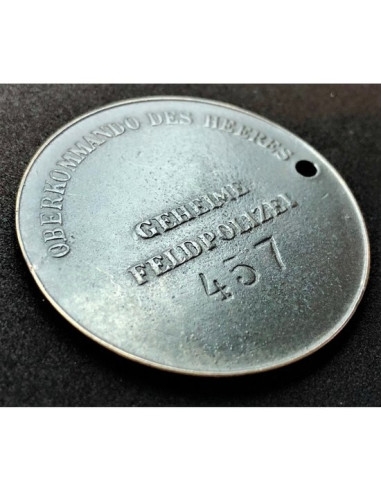 OBERKOMMANDO DES HEERES
GEHEIME
FELDPOLIZEI
457